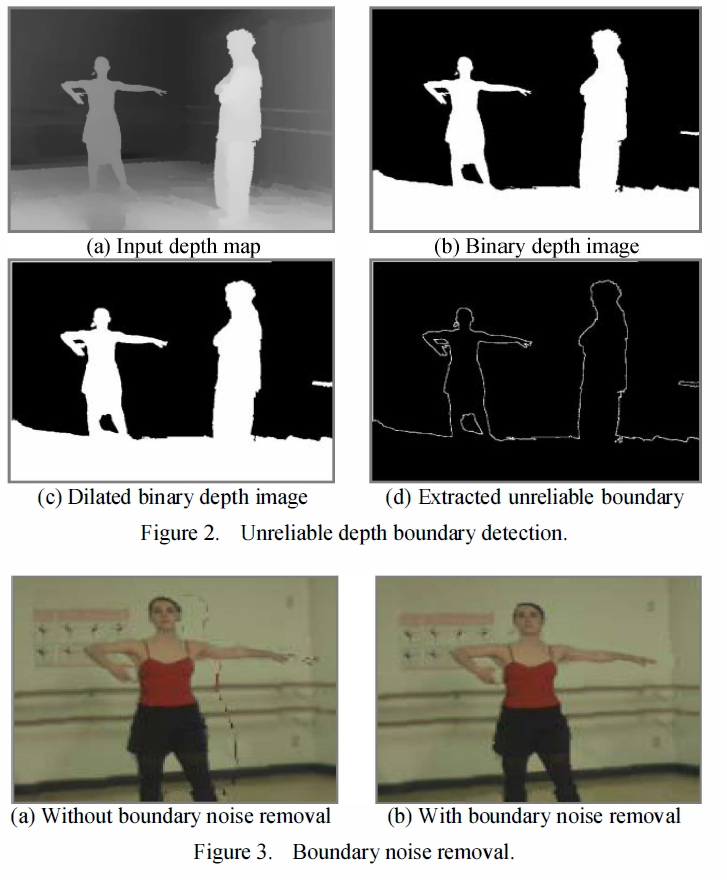 (a) Input depth map
(b) Binary depth image
(c) Dilated binary depth image
(d) Extracted unreliable boundary
Figure 2. Unreliable depth boundary detection.
(a) Without boundary noise removal
(b) With boundary noise removal
Figure 3. Boundary noise removal.